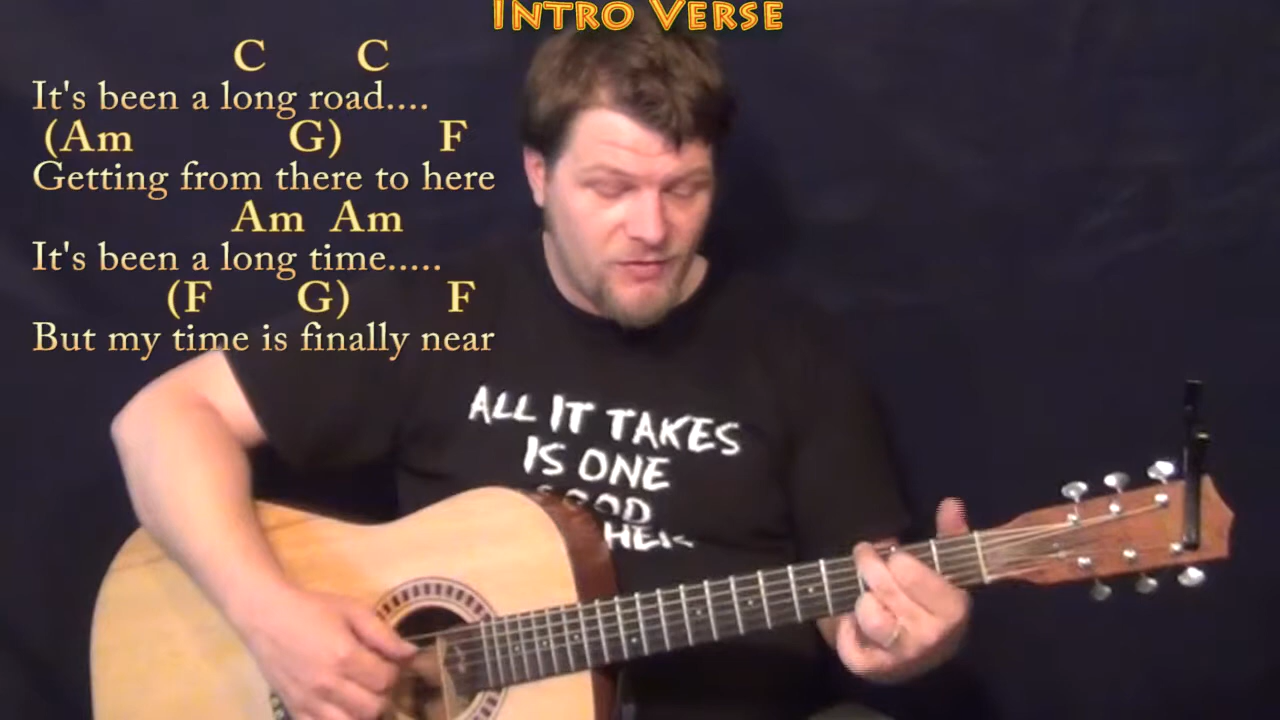 INTRO VERSE
C C
It's been a long road....
(Am G) F
Getting from there to here
Am Am
It's been a long time.....
(F G) F
But my time is finally near
ALL IT TAKES
IS ONE